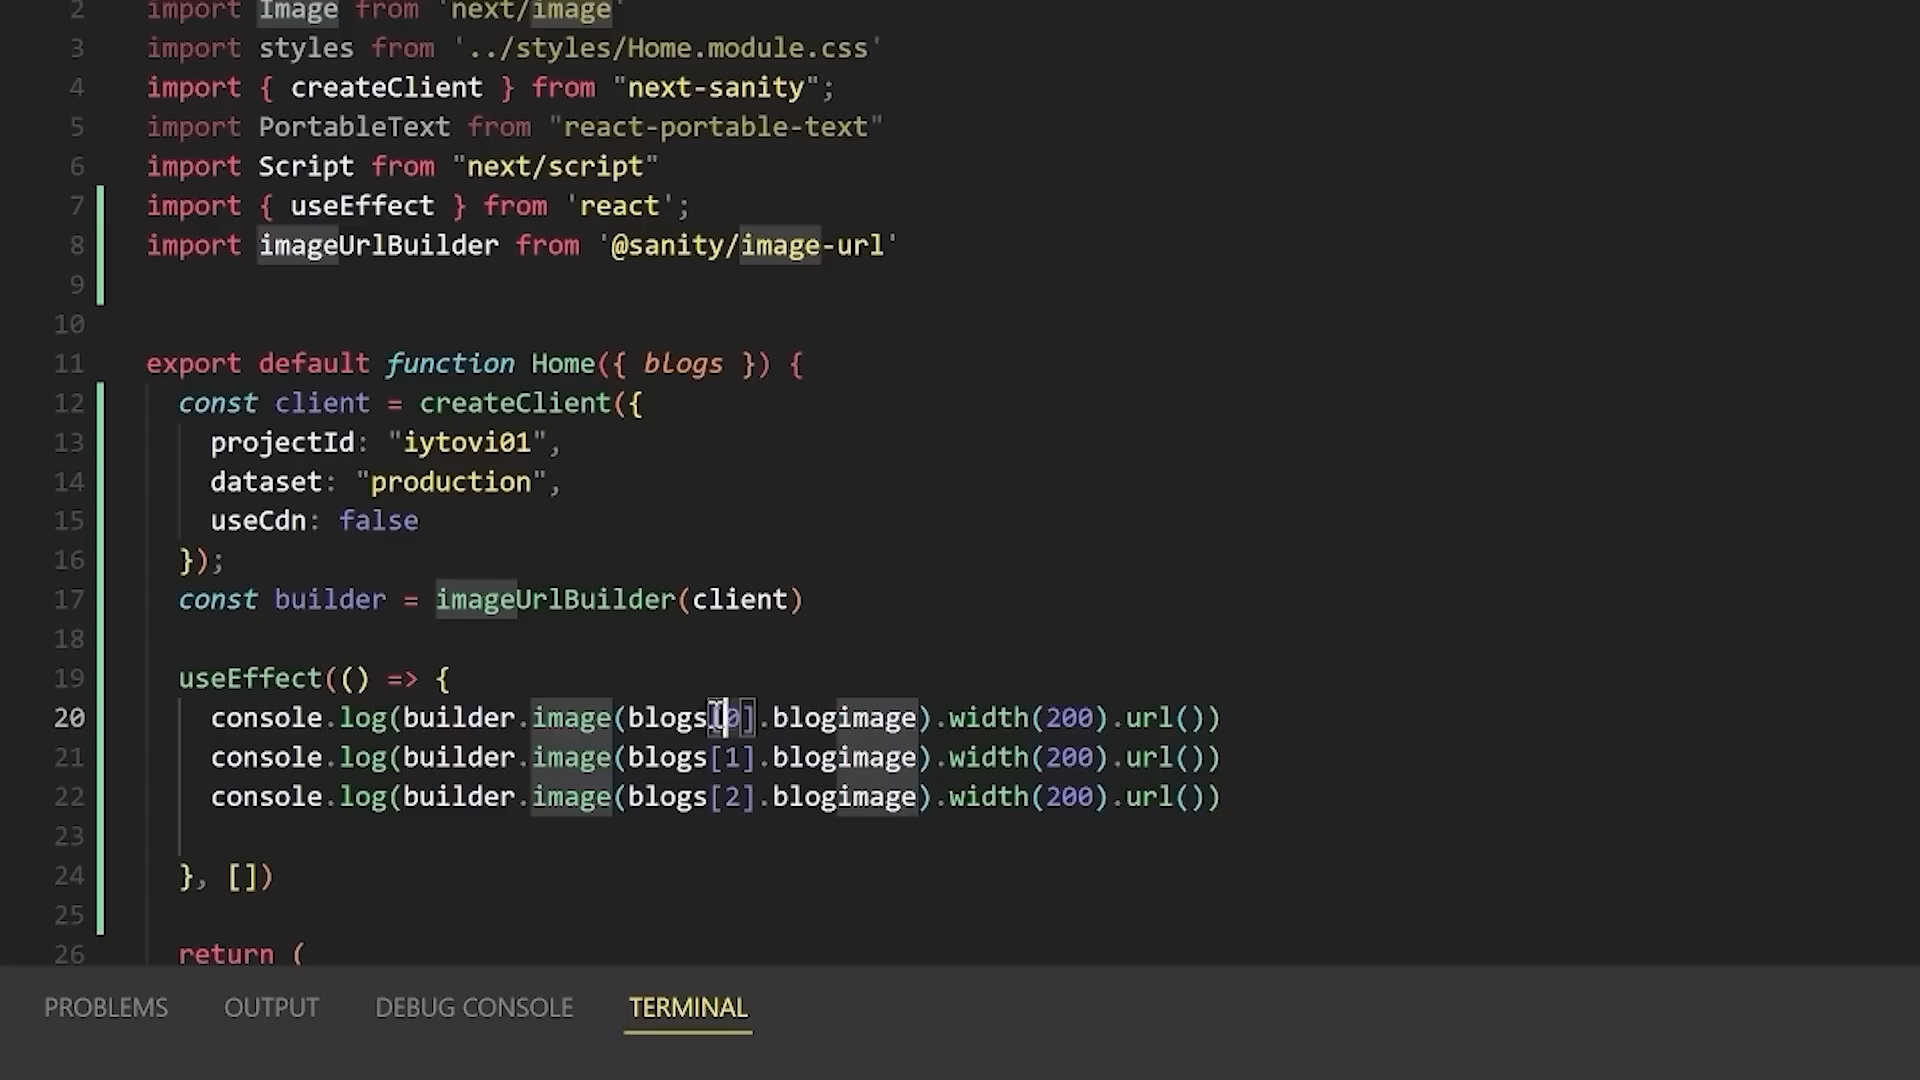 2 import Image from 'next/image'
3 import styles from '../styles/Home.module.css'
4 import { createClient } from "next-sanity";
5 import PortableText from "react-portable-text"
6 import Script from "next/script"
7 import { useEffect } from 'react';
8 import imageUrlBuilder from '@sanity/image-url'
9
10
11 export default function Home({ blogs }) {
12 const client = createClient({
13 projectId: "iytovi01",
14 dataset: "production",
15 useCdn: false
16 });
17 const builder = imageUrlBuilder(client)
18
19 useEffect(() => {
20 console.log(builder.image(blogs[0].blogimage).width(200).url())
21 console.log(builder.image(blogs[1].blogimage).width(200).url())
22 console.log(builder.image(blogs[2].blogimage).width(200).url())
23
24 }, [])
25
26 return (
PROBLEMS OUTPUT DEBUG CONSOLE TERMINAL